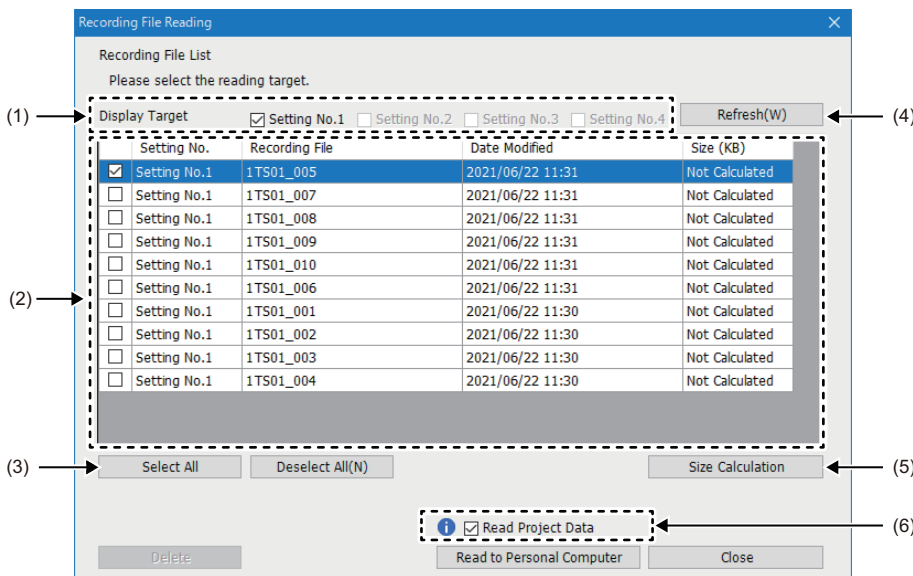 Recording File Reading
Recording File List
Please select the reading target.
(1) Display Target Setting No.1 Setting No.2 Setting No.3 Setting No.4 Refresh(W) (4)
Setting No. Recording File Date Modified Size (KB)
Setting No.1 1TS01_005 2021/06/22 11:31 Not Calculated
Setting No.1 1TS01_007 2021/06/22 11:31 Not Calculated
Setting No.1 1TS01_008 2021/06/22 11:31 Not Calculated
Setting No.1 1TS01_009 2021/06/22 11:31 Not Calculated
Setting No.1 1TS01_010 2021/06/22 11:31 Not Calculated
(2) Setting No.1 1TS01_006 2021/06/22 11:31 Not Calculated
Setting No.1 1TS01_001 2021/06/22 11:30 Not Calculated
Setting No.1 1TS01_002 2021/06/22 11:30 Not Calculated
Setting No.1 1TS01_003 2021/06/22 11:30 Not Calculated
Setting No.1 1TS01_004 2021/06/22 11:30 Not Calculated
(3) Select All Deselect All(N) Size Calculation (5)
Read Project Data (6)
Delete Read to Personal Computer Close